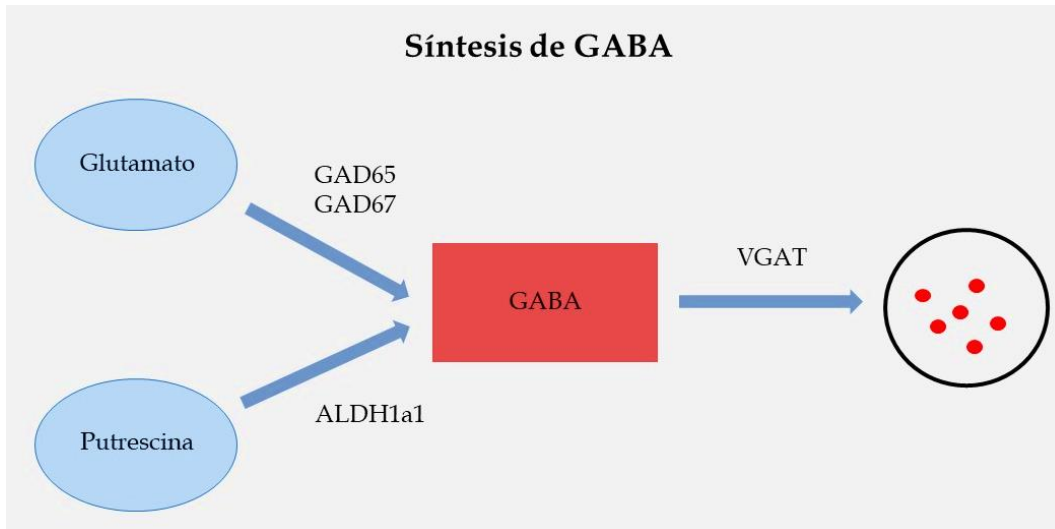 Síntesis de GABA
Glutamato
GAD65
GAD67
VGAT
GABA
ALDH1a1
Putrescina